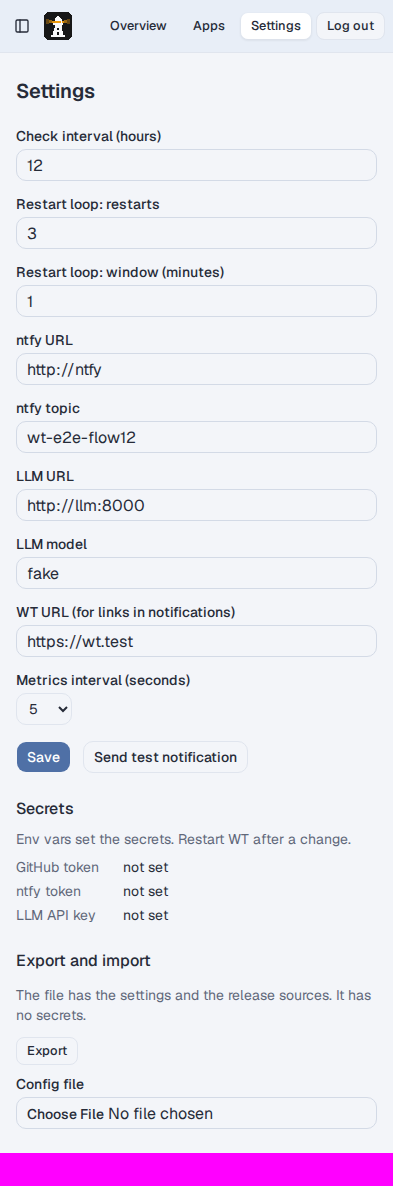 Overview Apps Settings Log out
Settings
Check interval (hours)
12
Restart loop: restarts
3
Restart loop: window (minutes)
1
ntfy URL
http://ntfy
ntfy topic
wt-e2e-flow12
LLM URL
http://llm:8000
LLM model
fake
WT URL (for links in notifications)
https://wt.test
Metrics interval (seconds)
5
Save Send test notification
Secrets
Env vars set the secrets. Restart WT after a change.
GitHub token not set
ntfy token not set
LLM API key not set
Export and import
The file has the settings and the release sources. It has
no secrets.
Export
Config file
Choose File No file chosen